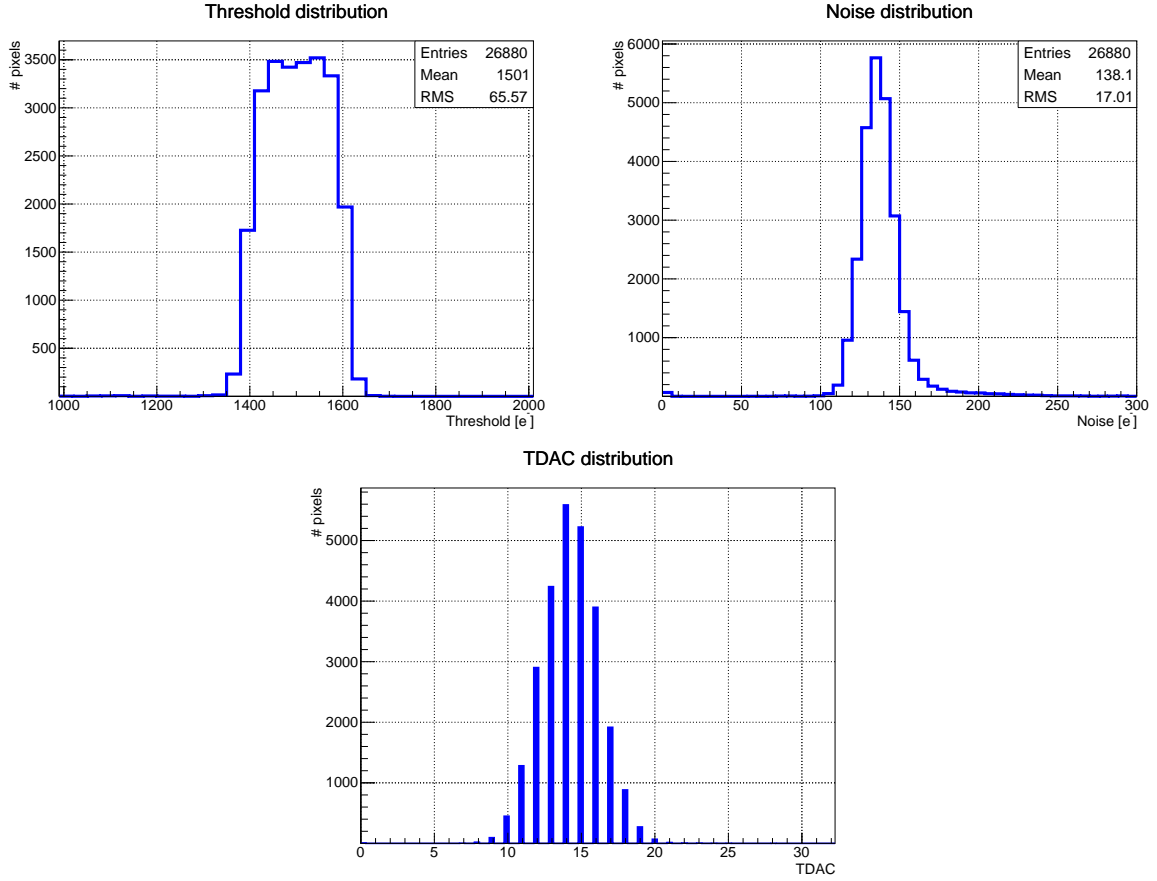 Threshold distribution
# pixels
Entries 26880
Mean 1501
RMS 65.57
3500
3000
2500
2000
1500
1000
500
1000 1200 1400 1600 1800 2000
Threshold [e-]
Noise distribution
# pixels
Entries 26880
Mean 138.1
RMS 17.01
6000
5000
4000
3000
2000
1000
0 50 100 150 200 250 300
Noise [e-]
TDAC distribution
# pixels
5000
4000
3000
2000
1000
0 5 10 15 20 25 30
TDAC